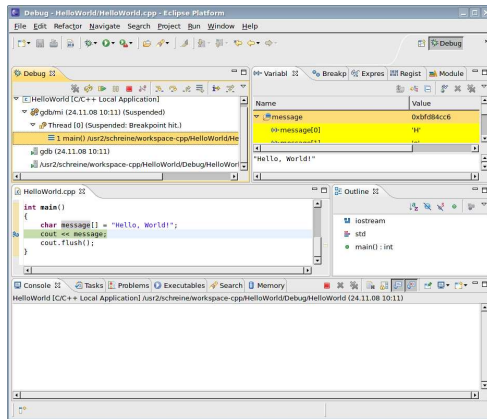 Debug - HelloWorld/HelloWorld.cpp - Eclipse Platform
File Edit Refactor Navigate Search Project Run Window Help
Debug
Debug
HelloWorld [C/C++ Local Application]
gdb/mi (24.11.08 10:11) (Suspended)
Thread [0] (Suspended: Breakpoint hit.)
1 main() /usr2/schreine/workspace-cpp/HelloWorld/He
gdb (24.11.08 10:11)
/usr2/schreine/workspace-cpp/HelloWorld/Debug/HelloWorl
(x)= Variabl Breakp Expres Regist Module
Name Value
message 0xbfd84cc6
message[0] 'H'
"Hello, World!"
HelloWorld.cpp
int main()
{
char message[] = "Hello, World!";
cout << message;
cout.flush();
}
Outline
iostream
std
main() : int
Console Tasks Problems Executables Search Memory
HelloWorld [C/C++ Local Application] /usr2/schreine/workspace-cpp/HelloWorld/Debug/HelloWorld (24.11.08 10:11)